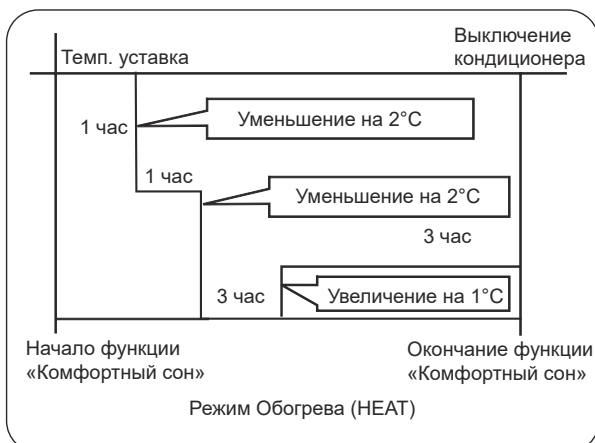 Темп. уставка
Выключение
кондиционера
1 час
Уменьшение на 2°C
1 час
Уменьшение на 2°C
3 час
3 час
Увеличение на 1°C
Начало функции
«Комфортный сон»
Окончание функции
«Комфортный сон»
Режим Обогрева (HEAT)